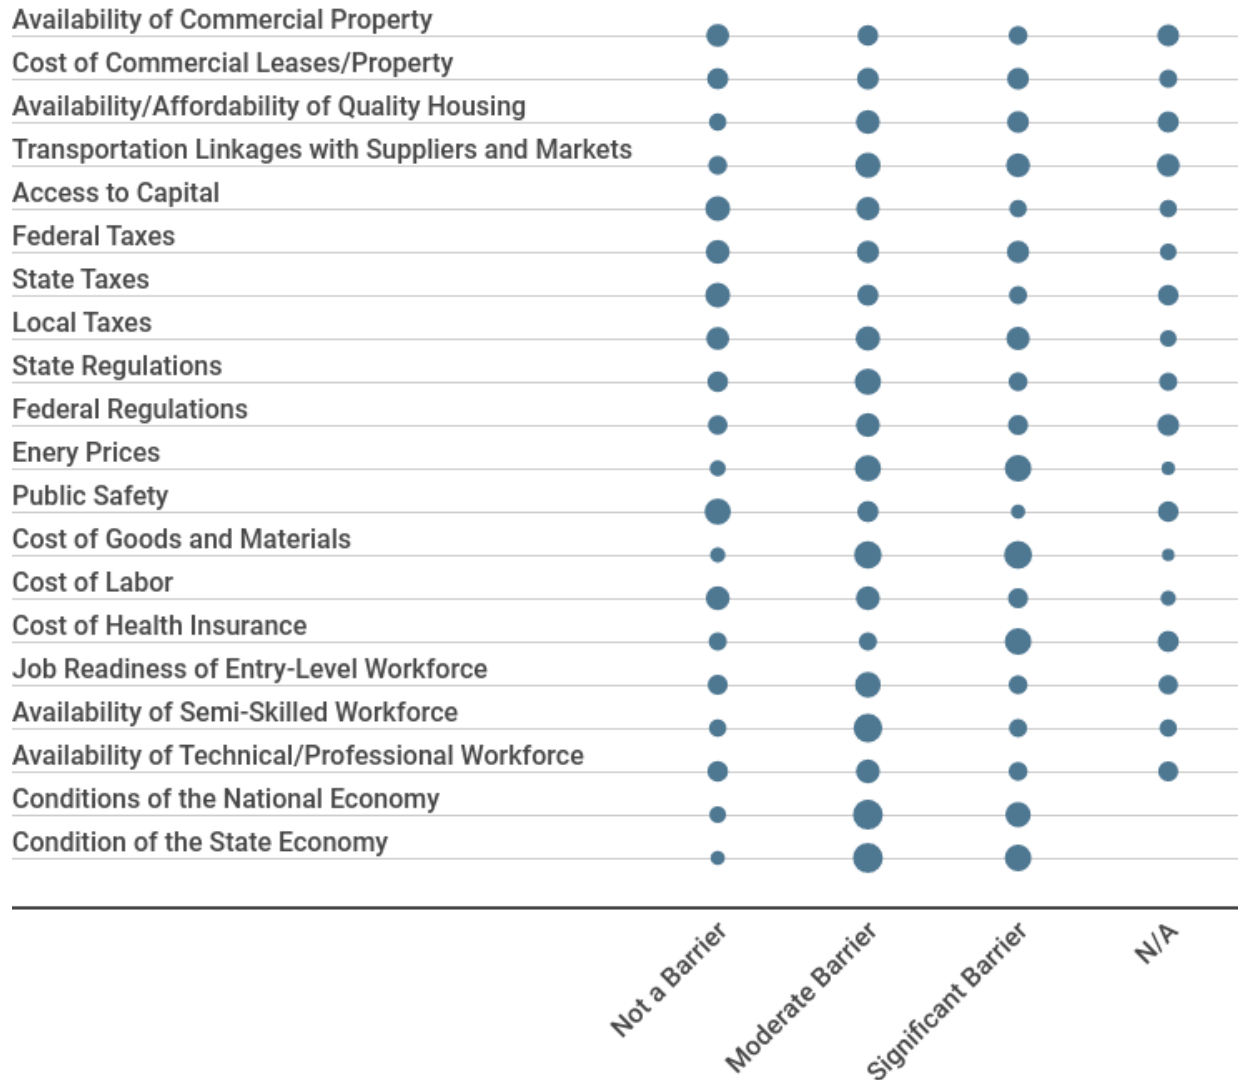 Availability of Commercial Property
Cost of Commercial Leases/Property
Availability/Affordability of Quality Housing
Transportation Linkages with Suppliers and Markets
Access to Capital
Federal Taxes
State Taxes
Local Taxes
State Regulations
Federal Regulations
Enery Prices
Public Safety
Cost of Goods and Materials
Cost of Labor
Cost of Health Insurance
Job Readiness of Entry-Level Workforce
Availability of Semi-Skilled Workforce
Availability of Technical/Professional Workforce
Conditions of the National Economy
Condition of the State Economy
Not a Barrier
Moderate Barrier
Significant Barrier
N/A